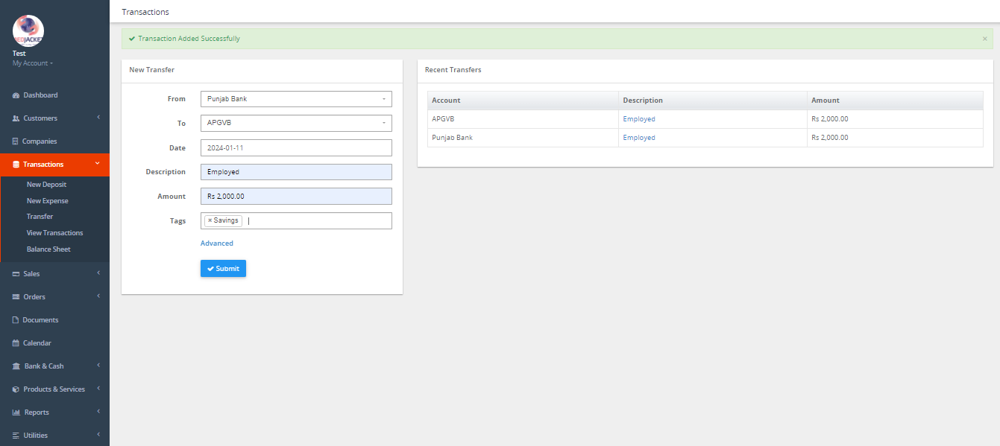 Transactions
Test
My Account
Dashboard
Customers
Companies
Transactions
New Deposit
New Expense
Transfer
View Transactions
Balance Sheet
Sales
Orders
Documents
Calendar
Bank & Cash
Products & Services
Reports
Utilities
Transaction Added Successfully ×
New Transfer
From Punjab Bank
To APGVB
Date 2024-01-11
Description Employed
Amount Rs 2,000.00
Tags × Savings
Advanced
Submit
Recent Transfers
Account Description Amount
APGVB Employed Rs 2,000.00
Punjab Bank Employed Rs 2,000.00